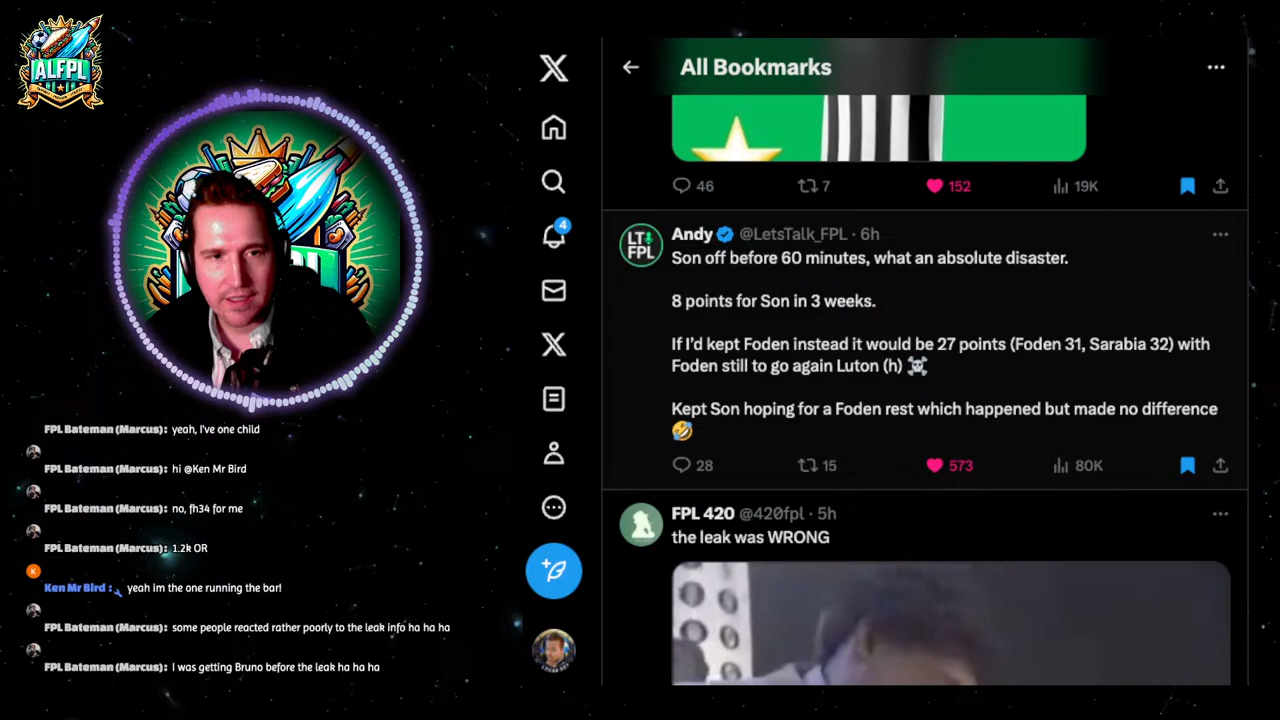 ALFPL
FPL Bateman (Marcus): yeah, I've one child
FPL Bateman (Marcus): hi @Ken Mr Bird
FPL Bateman (Marcus): no, fh34 for me
FPL Bateman (Marcus): 1.2k OR
K
Ken Mr Bird : yeah im the one running the bar!
FPL Bateman (Marcus): some people reacted rather poorly to the leak info ha ha ha
FPL Bateman (Marcus): I was getting Bruno before the leak ha ha ha
4
All Bookmarks
46 7 152 19K
LT
FPL
Andy @LetsTalk_FPL · 6h
Son off before 60 minutes, what an absolute disaster.
8 points for Son in 3 weeks.
If I'd kept Foden instead it would be 27 points (Foden 31, Sarabia 32) with
Foden still to go again Luton (h) ☠️
Kept Son hoping for a Foden rest which happened but made no difference
🤣
28 15 573 80K
FPL 420 @420fpl · 5h
the leak was WRONG